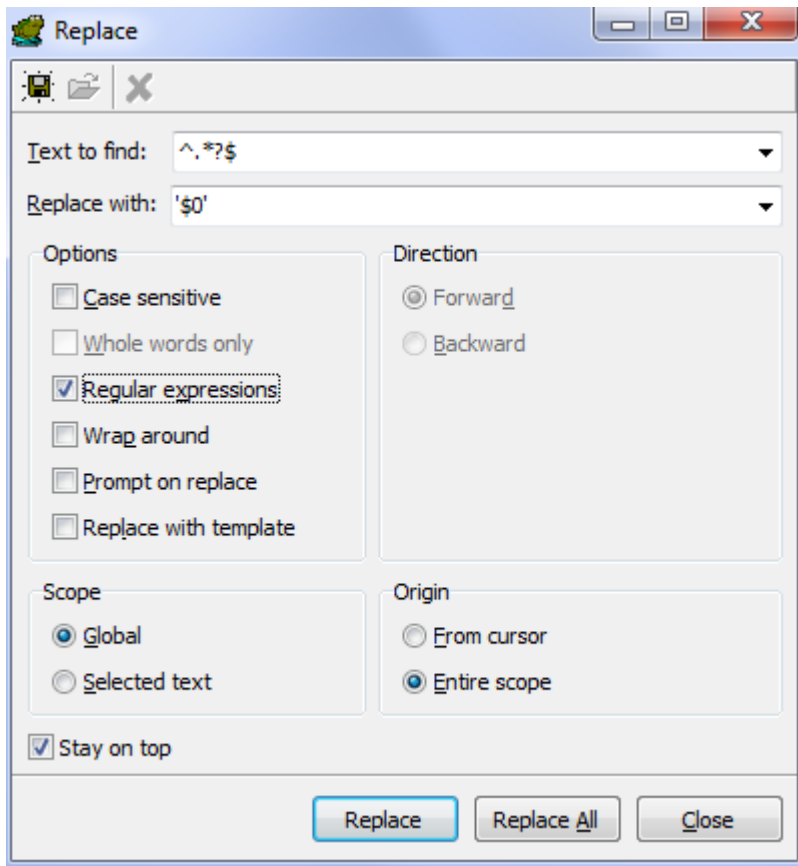 Replace
Text to find: ^.*?$
Replace with: '$0'
Options
Case sensitive
Whole words only
Regular expressions
Wrap around
Prompt on replace
Replace with template
Direction
Forward
Backward
Scope
Global
Selected text
Origin
From cursor
Entire scope
Stay on top
Replace Replace All Close